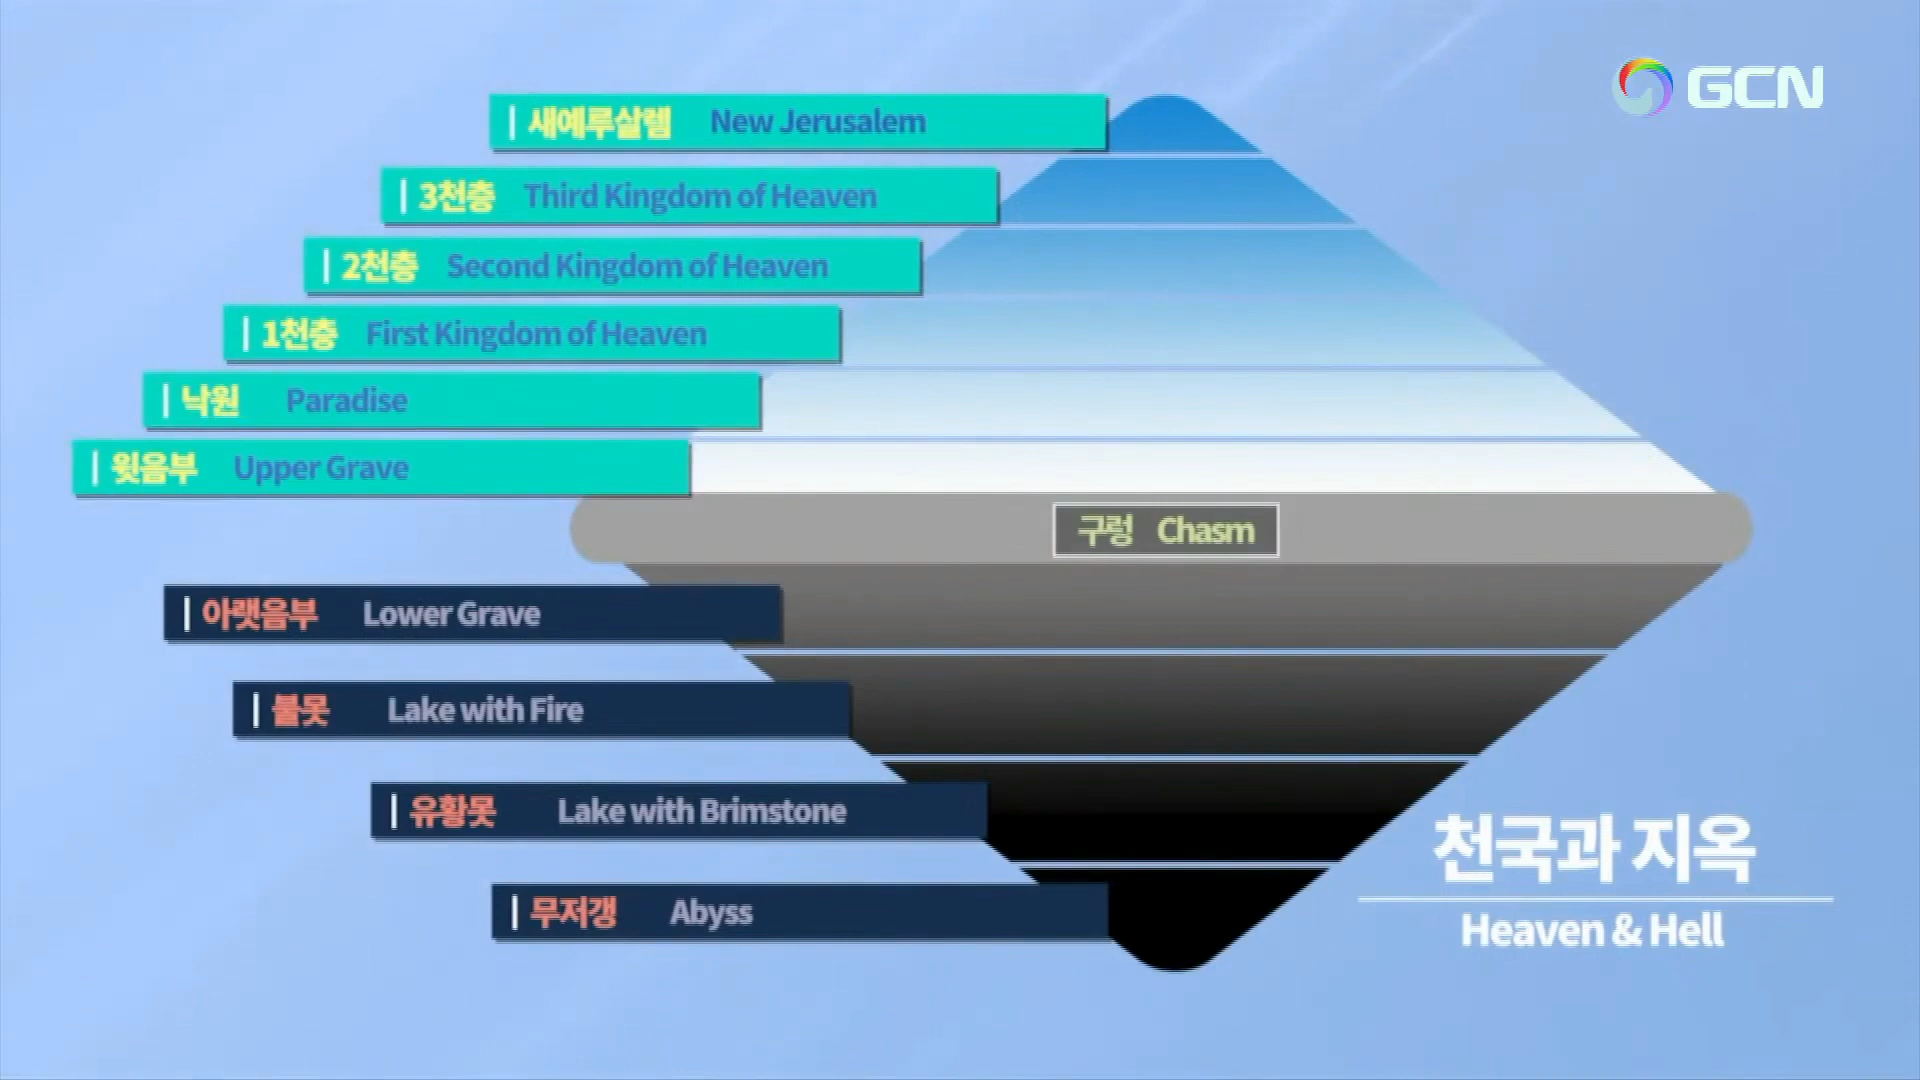 GCN
새예루살렘 New Jerusalem
3천층 Third Kingdom of Heaven
2천층 Second Kingdom of Heaven
1천층 First Kingdom of Heaven
낙원 Paradise
윗음부 Upper Grave
구렁 Chasm
아랫음부 Lower Grave
불못 Lake with Fire
유황못 Lake with Brimstone
무저갱 Abyss
천국과 지옥
Heaven & Hell